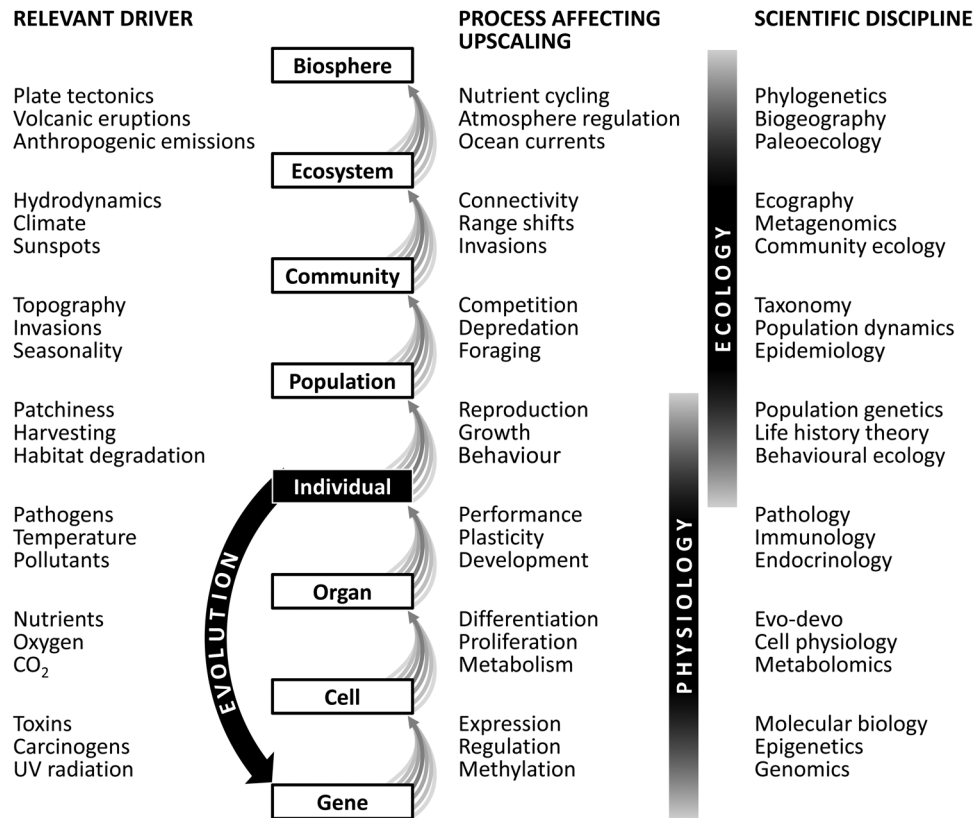 RELEVANT DRIVER
PROCESS AFFECTING
UPSCALING
SCIENTIFIC DISCIPLINE
Biosphere
Plate tectonics
Volcanic eruptions
Anthropogenic emissions
Nutrient cycling
Atmosphere regulation
Ocean currents
Phylogenetics
Biogeography
Paleoecology
Ecosystem
Hydrodynamics
Climate
Sunspots
Connectivity
Range shifts
Invasions
Ecography
Metagenomics
Community ecology
Community
Topography
Invasions
Seasonality
Competition
Depredation
Foraging
Taxonomy
Population dynamics
Epidemiology
Population
Patchiness
Harvesting
Habitat degradation
Reproduction
Growth
Behaviour
Population genetics
Life history theory
Behavioural ecology
Individual
Pathogens
Temperature
Pollutants
Performance
Plasticity
Development
Pathology
Immunology
Endocrinology
Organ
Nutrients
Oxygen
CO₂
Differentiation
Proliferation
Metabolism
Evo-devo
Cell physiology
Metabolomics
Cell
Toxins
Carcinogens
UV radiation
Expression
Regulation
Methylation
Molecular biology
Epigenetics
Genomics
Gene
EVOLUTION
PHYSIOLOGY
ECOLOGY